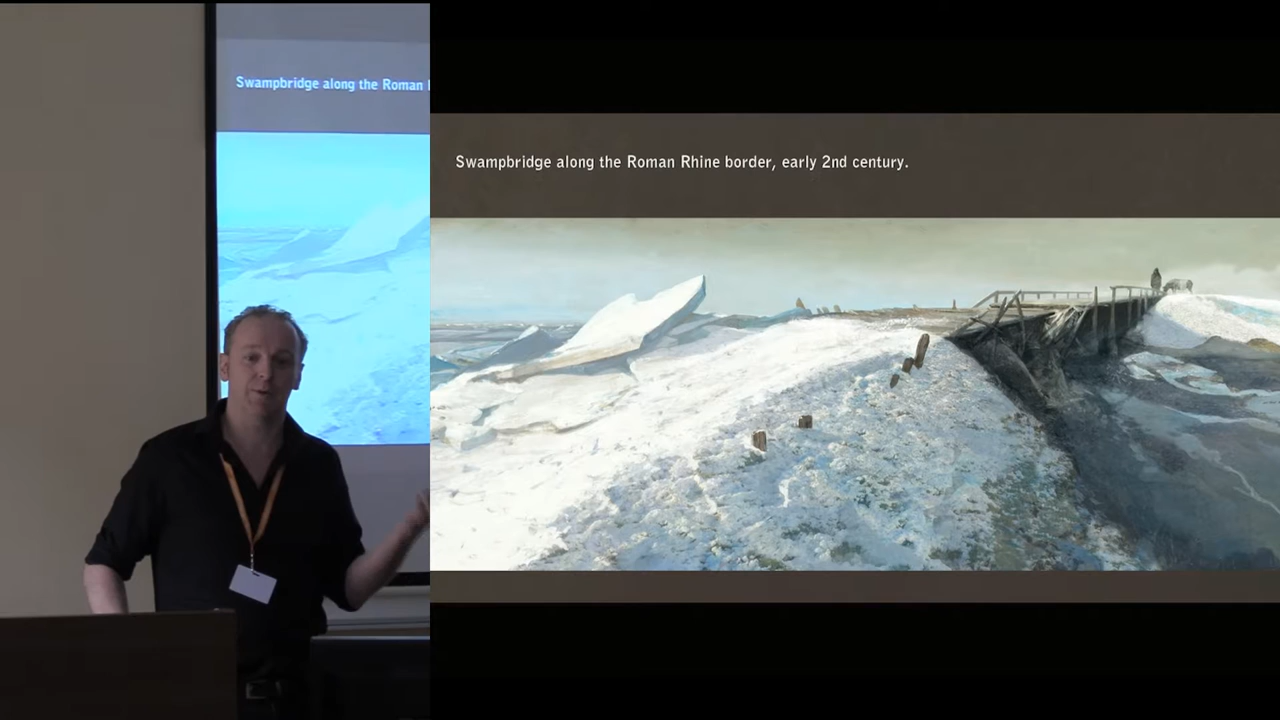 Swampbridge along the Roman
Swampbridge along the Roman Rhine border, early 2nd century.